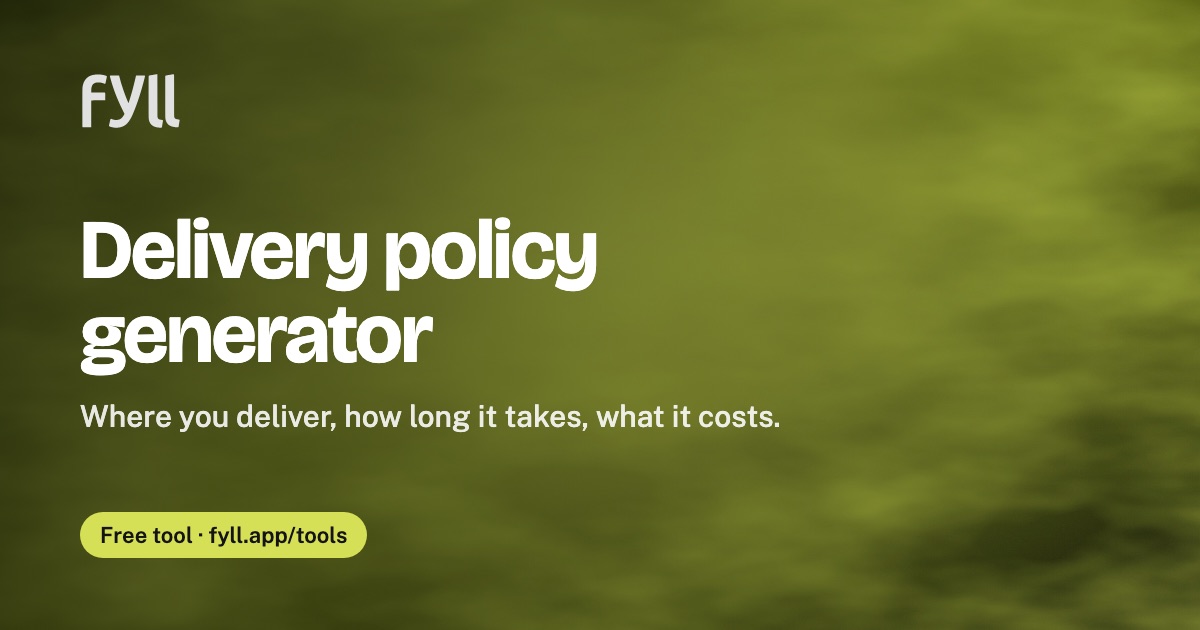 fyll
Delivery policy
generator
Where you deliver, how long it takes, what it costs.
Free tool · fyll.app/tools